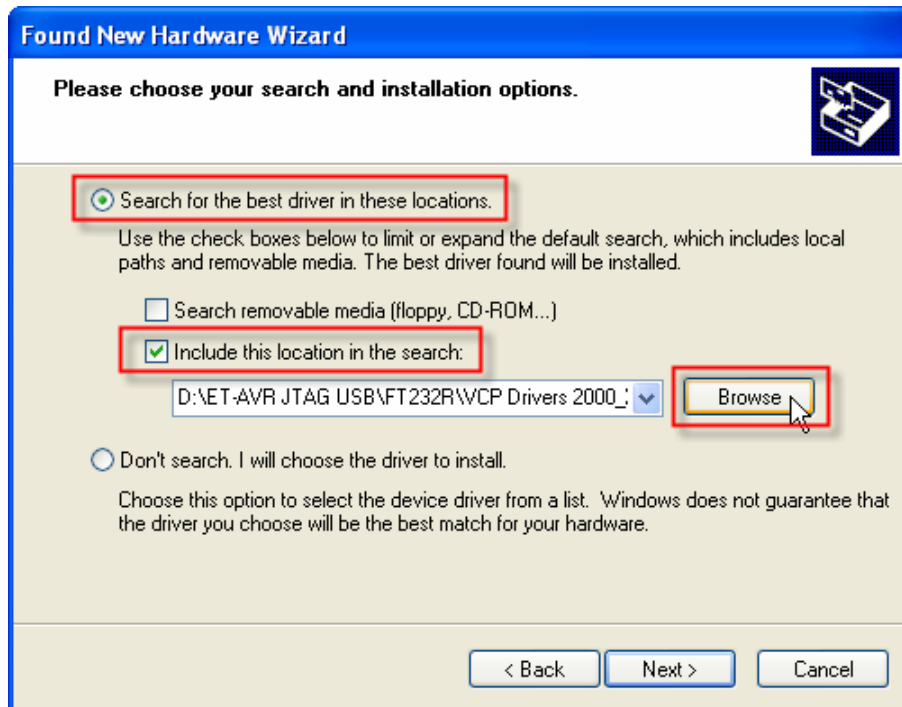 Found New Hardware Wizard
Please choose your search and installation options.
Search for the best driver in these locations.
Use the check boxes below to limit or expand the default search, which includes local
paths and removable media. The best driver found will be installed.
Search removable media (floppy, CD-ROM...)
Include this location in the search:
D:\ET-AVR JTAG USB\FT232R\VCP Drivers 2000_
Browse
Don't search. I will choose the driver to install.
Choose this option to select the device driver from a list. Windows does not guarantee that
the driver you choose will be the best match for your hardware.
< Back Next > Cancel